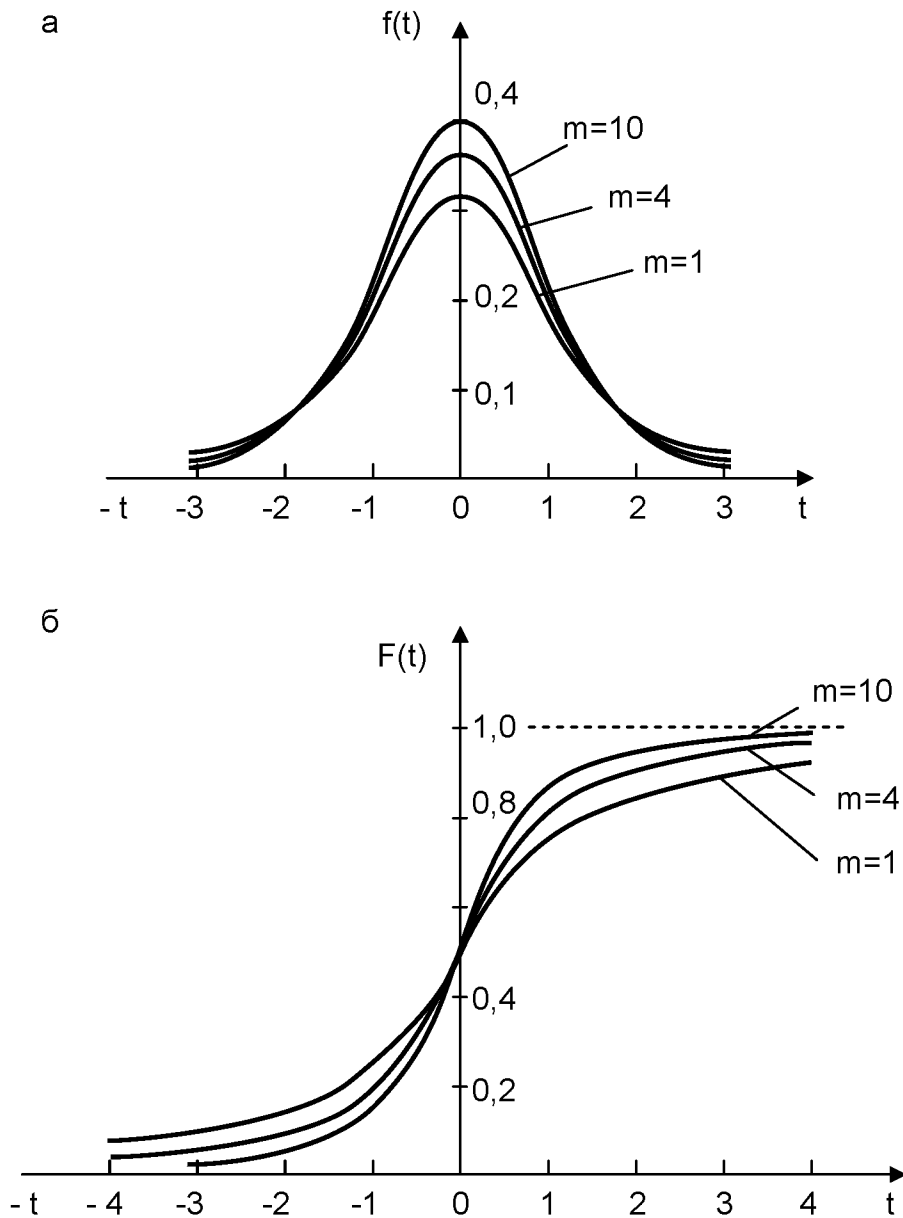 а
f(t)
0,4
m=10
m=4
m=1
0,2
0,1
- t -3 -2 -1 0 1 2 3 t
б
F(t)
m=10
1,0
0,8
m=4
m=1
0,4
0,2
- t - 4 -3 -2 -1 0 1 2 3 4 t